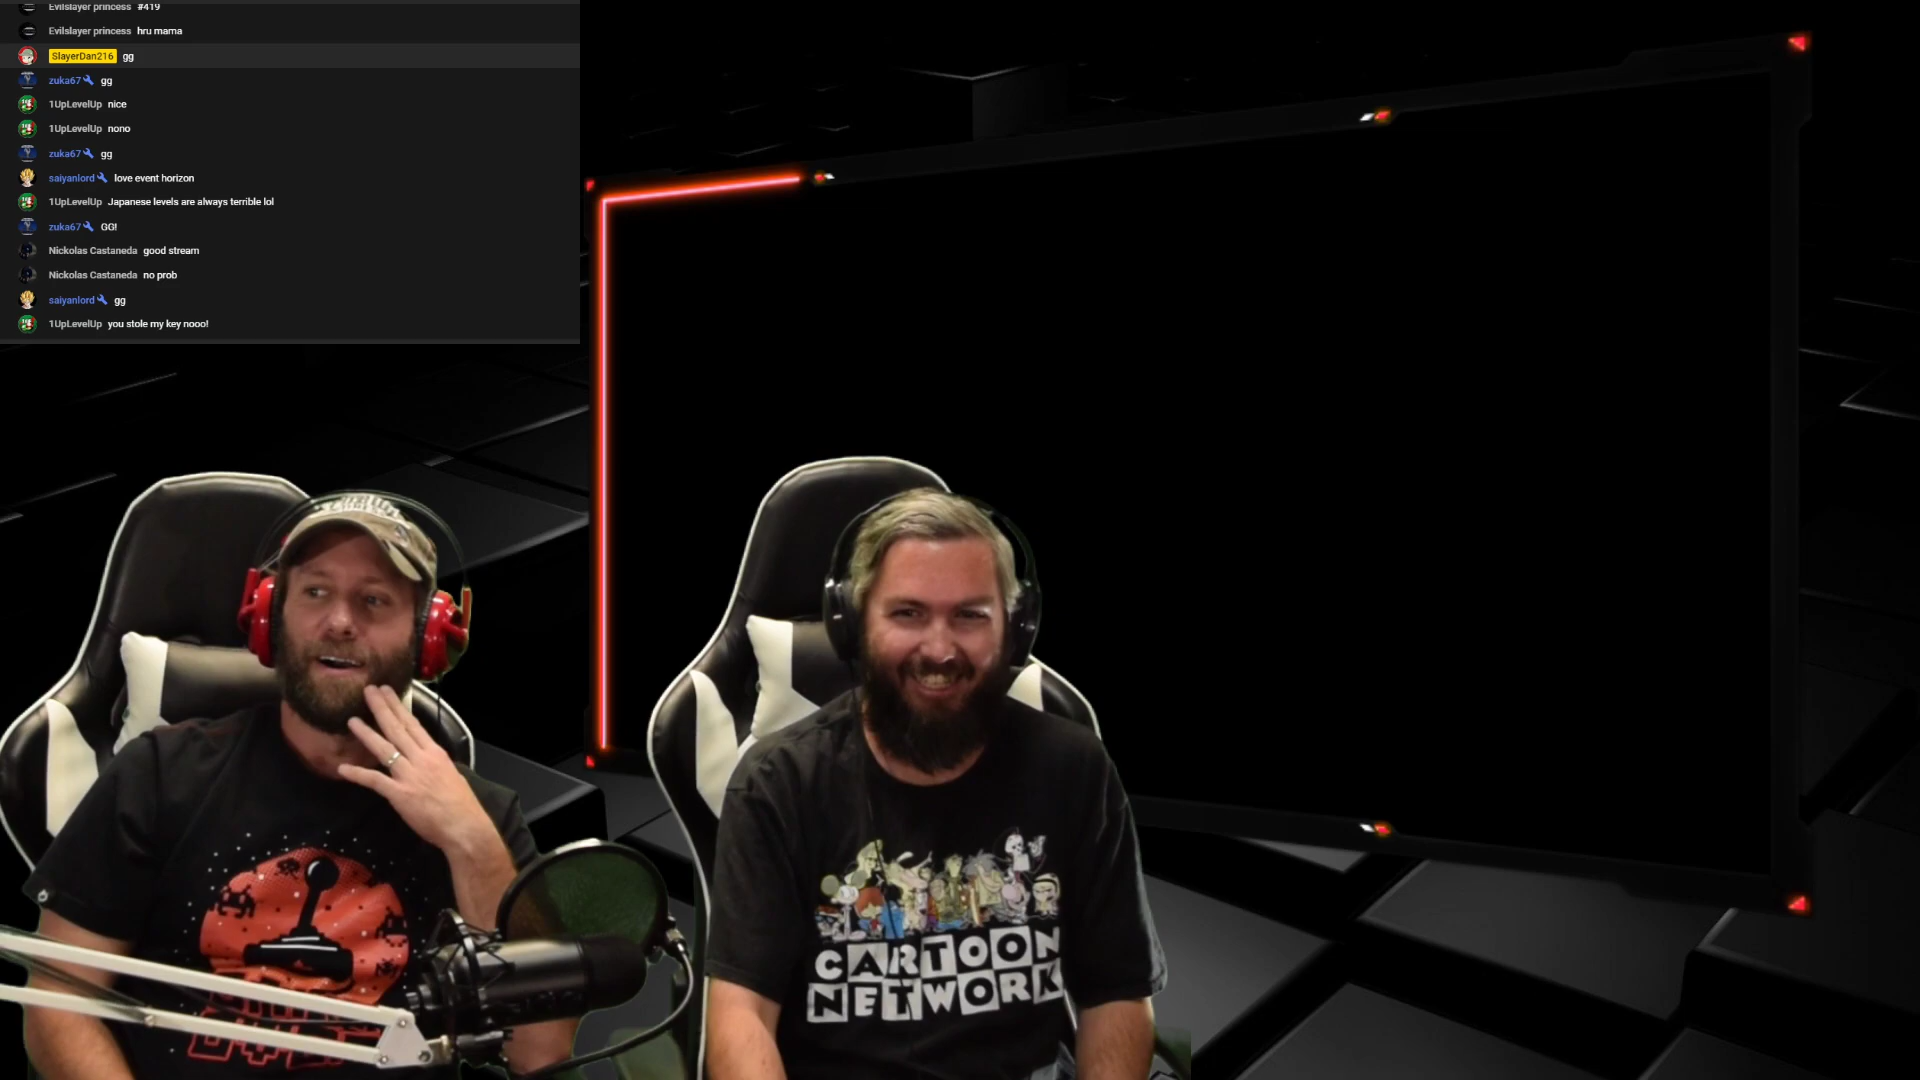 Evilslayer princess #419
Evilslayer princess hru mama
SlayerDan216 gg
zuka67 gg
1UpLevelUp nice
1UpLevelUp nono
zuka67 gg
saiyanlord love event horizon
1UpLevelUp Japanese levels are always terrible lol
zuka67 GG!
Nickolas Castaneda good stream
Nickolas Castaneda no prob
saiyanlord gg
1UpLevelUp you stole my key nooo!
CARTOON
NETWORK